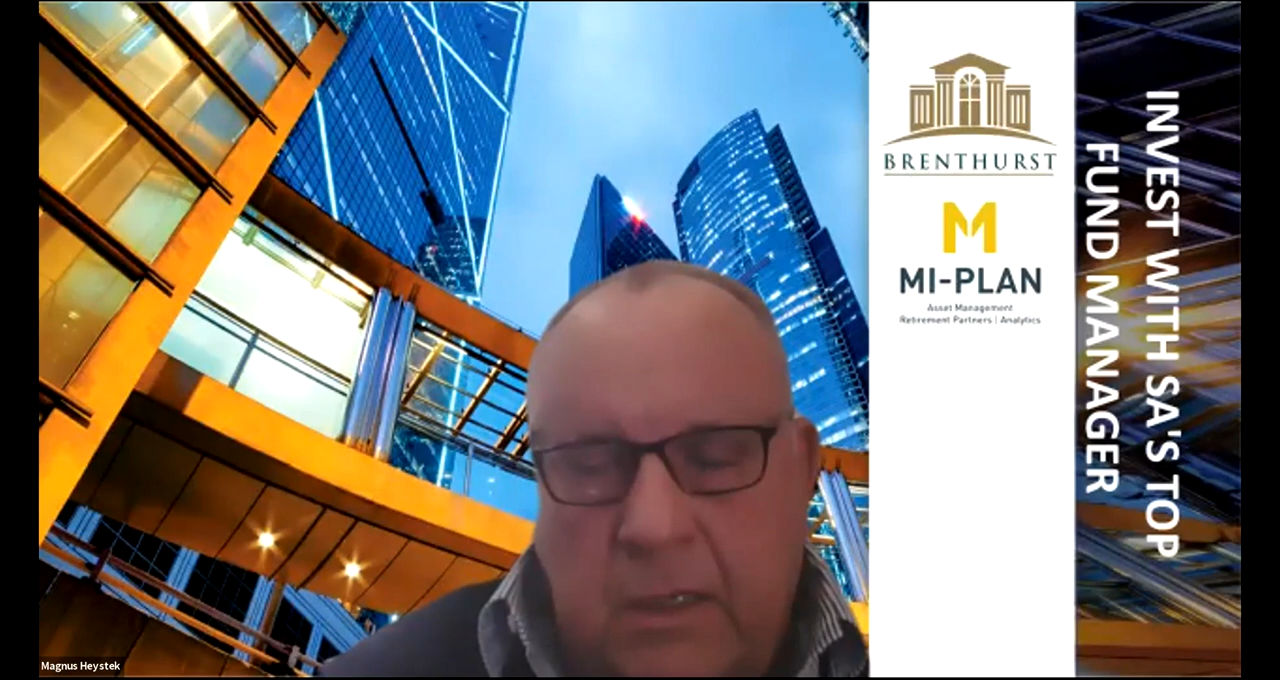 BRENTHURST
MI-PLAN
Asset Management
Retirement Partners | Analytics
INVEST WITH SA'S TOP
FUND MANAGER
Magnus Heystek